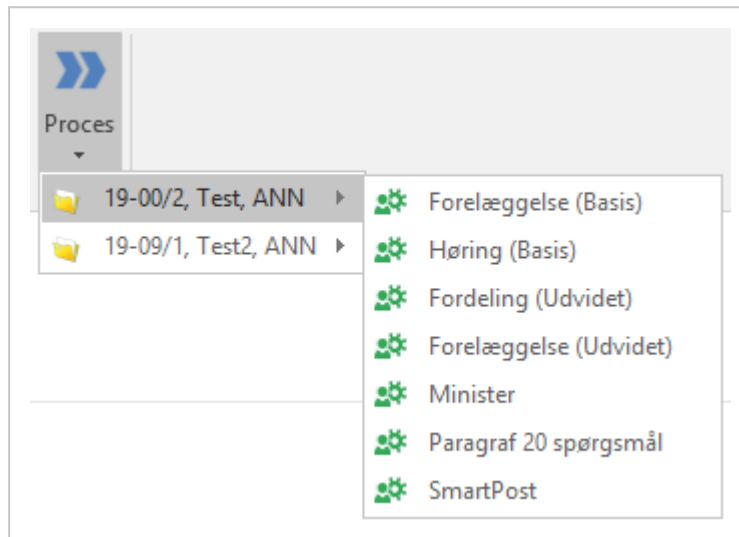 Proces
19-00/2, Test, ANN
19-09/1, Test2, ANN
Forelæggelse (Basis)
Høring (Basis)
Fordeling (Udvidet)
Forelæggelse (Udvidet)
Minister
Paragraf 20 spørgsmål
SmartPost